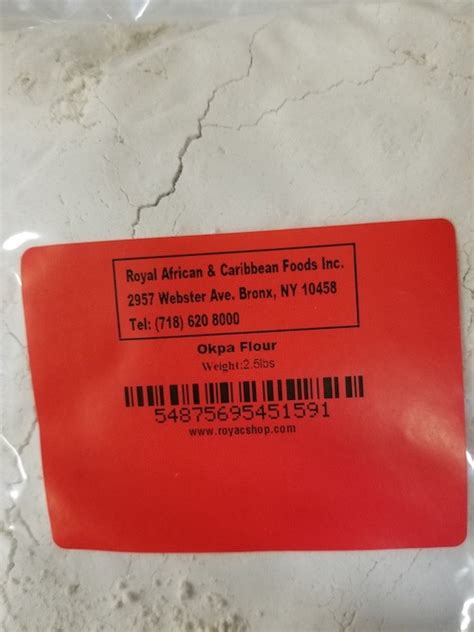 Royal African & Caribbean Foods Inc.
2957 Webster Ave. Bronx, NY 10458
Tel: (718) 620 8000
Okpa Flour
Weight:2.5lbs
54875695451591
www.royacshop.com